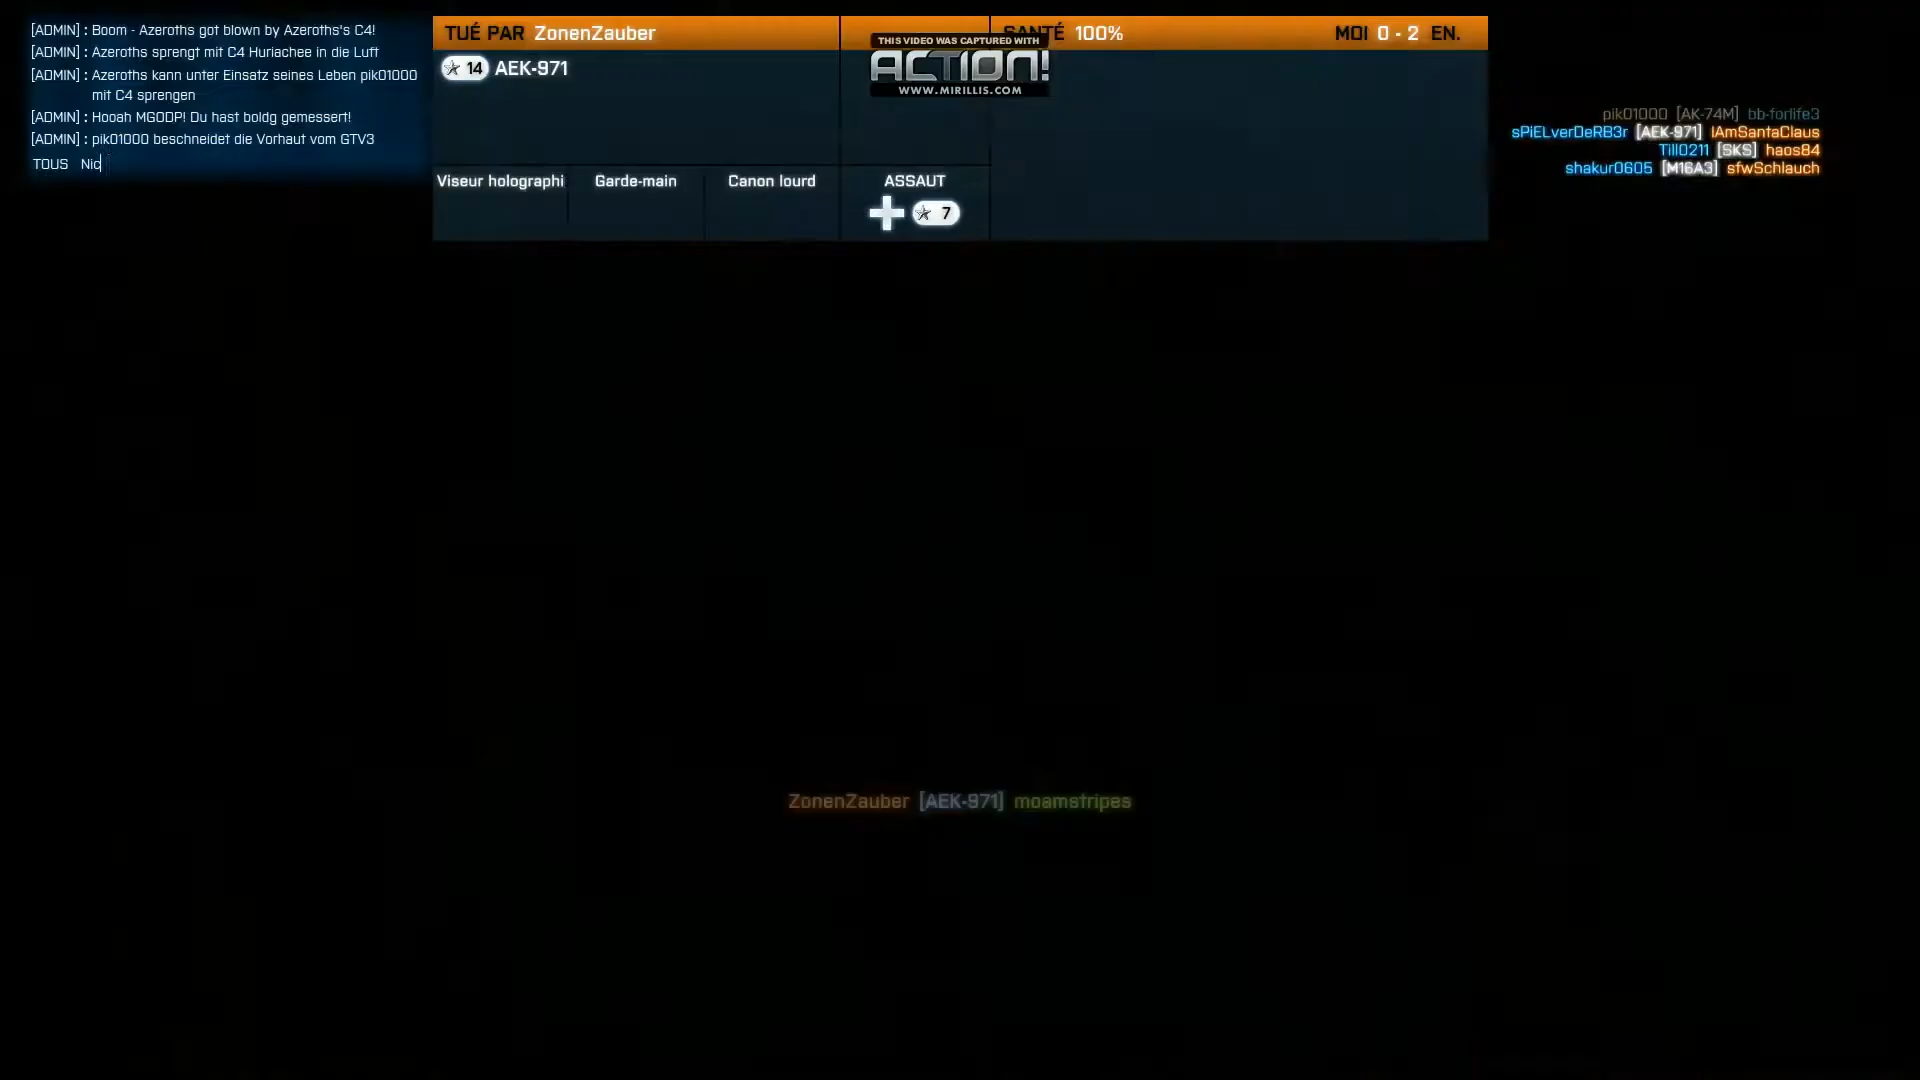 [ADMIN] : Boom - Azeroths got blown by Azeroths's C4!
[ADMIN] : Azeroths sprengt mit C4 Huriachee in die Luft
[ADMIN] : Azeroths kann unter Einsatz seines Leben pik01000
mit C4 sprengen
[ADMIN] : Hooah MGODP! Du hast boldg gemessert!
[ADMIN] : pik01000 beschneidet die Vorhaut vom GTV3
TOUS Nic
TUÉ PAR ZonenZauber
SANTÉ 100%
MOI 0 - 2 EN.
14 AEK-971
THIS VIDEO WAS CAPTURED WITH
ACTION!
WWW.MIRILLIS.COM
Viseur holographi
Garde-main
Canon lourd
ASSAUT
7
pik01000 [AK-74M] bb-forlife3
sPiELverDeRB3r [AEK-971] IAmSantaClaus
Till0211 [SKS] haos84
shakur0605 [M16A3] sfwSchlauch
ZonenZauber [AEK-971] moamstripes